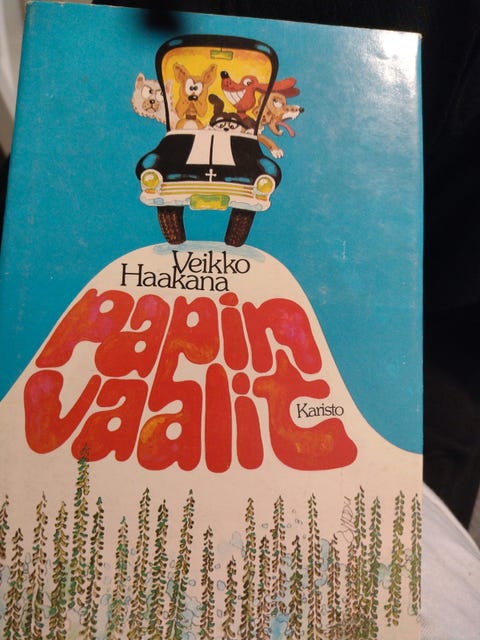 Veikko
Haakana
papin
vaalit
Karisto